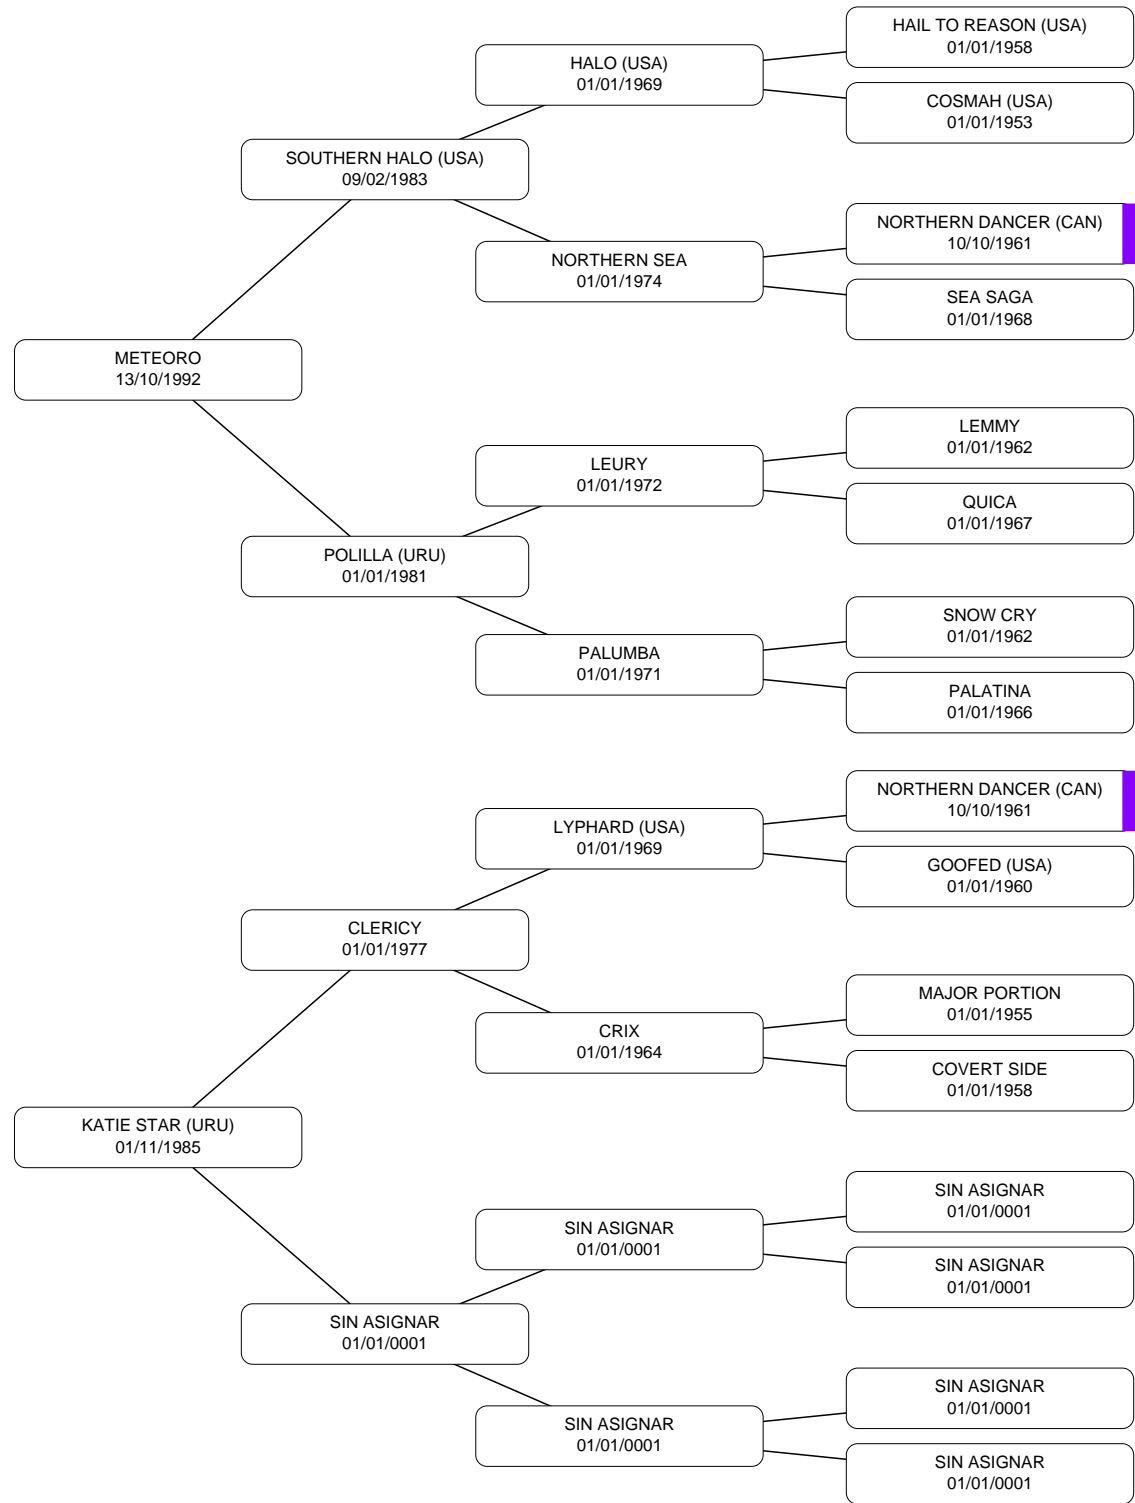 HAIL TO REASON (USA)
01/01/1958
HALO (USA)
01/01/1969
COSMAH (USA)
01/01/1953
SOUTHERN HALO (USA)
09/02/1983
NORTHERN DANCER (CAN)
10/10/1961
NORTHERN SEA
01/01/1974
SEA SAGA
01/01/1968
METEORO
13/10/1992
LEMMY
01/01/1962
LEURY
01/01/1972
QUICA
01/01/1967
POLILLA (URU)
01/01/1981
SNOW CRY
01/01/1962
PALUMBA
01/01/1971
PALATINA
01/01/1966
NORTHERN DANCER (CAN)
10/10/1961
LYPHARD (USA)
01/01/1969
GOOFED (USA)
01/01/1960
CLERICY
01/01/1977
MAJOR PORTION
01/01/1955
CRIX
01/01/1964
COVERT SIDE
01/01/1958
KATIE STAR (URU)
01/11/1985
SIN ASIGNAR
01/01/0001
SIN ASIGNAR
01/01/0001
SIN ASIGNAR
01/01/0001
SIN ASIGNAR
01/01/0001
SIN ASIGNAR
01/01/0001
SIN ASIGNAR
01/01/0001
SIN ASIGNAR
01/01/0001